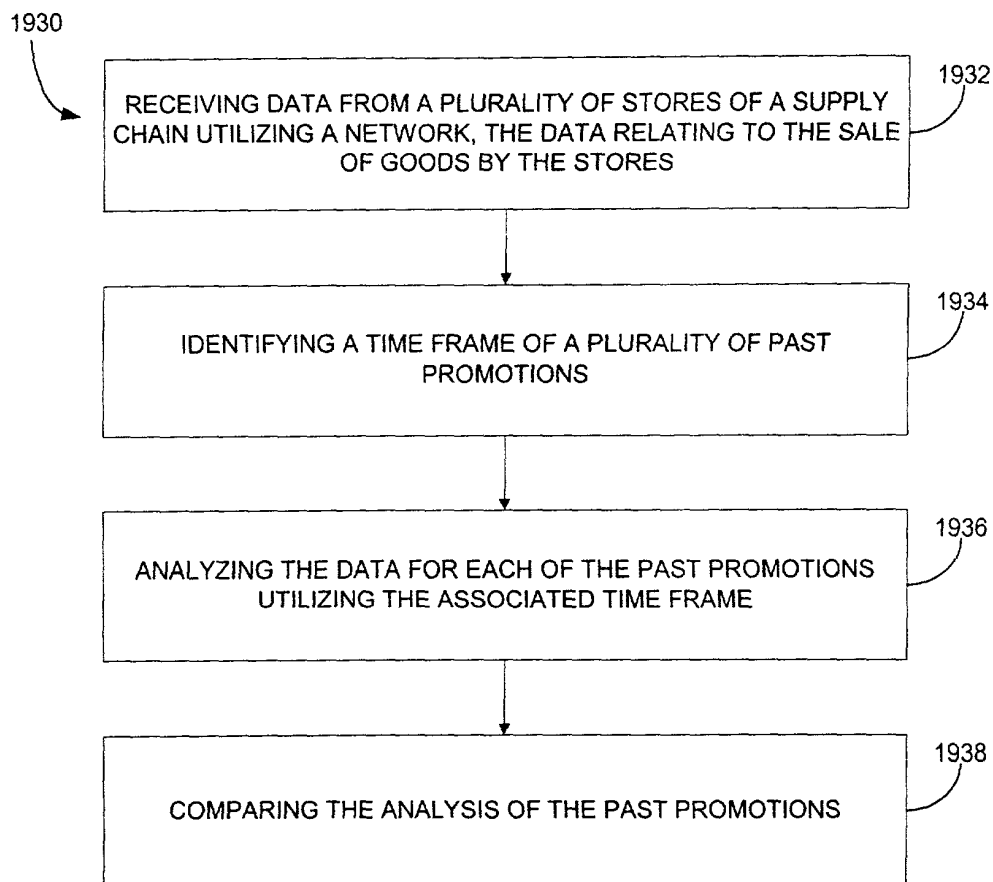 1930
1932
RECEIVING DATA FROM A PLURALITY OF STORES OF A SUPPLY
CHAIN UTILIZING A NETWORK, THE DATA RELATING TO THE SALE
OF GOODS BY THE STORES
1934
IDENTIFYING A TIME FRAME OF A PLURALITY OF PAST
PROMOTIONS
1936
ANALYZING THE DATA FOR EACH OF THE PAST PROMOTIONS
UTILIZING THE ASSOCIATED TIME FRAME
1938
COMPARING THE ANALYSIS OF THE PAST PROMOTIONS